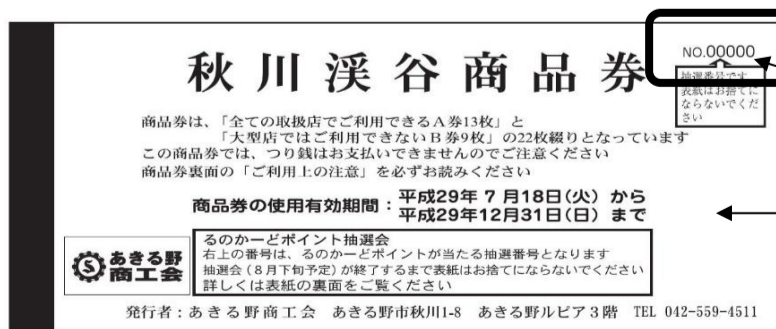 秋川渓谷商品券
NO.00000
抽選番号です
表紙はお捨てに
ならないでくだ
さい
商品券は、「全ての取扱店でご利用できるA券13枚」と
「大型店ではご利用できないB券9枚」の22枚綴りとなっています
この商品券では、つり銭はお支払いできませんのでご注意ください
商品券裏面の「ご利用上の注意」を必ずお読みください
商品券の使用有効期間：平成29年 7 月18日(火) から
平成29年12月31日(日) まで
あきる野
商工会
るのかーどポイント抽選会
右上の番号は、るのかーどポイントが当たる抽選番号となります
抽選会(８月下旬予定)が終了するまで表紙はお捨てにならないでください
詳しくは表紙の裏面をご覧ください
発行者：あきる野商工会 あきる野市秋川1-8 あきる野ルピア３階 TEL 042-559-4511